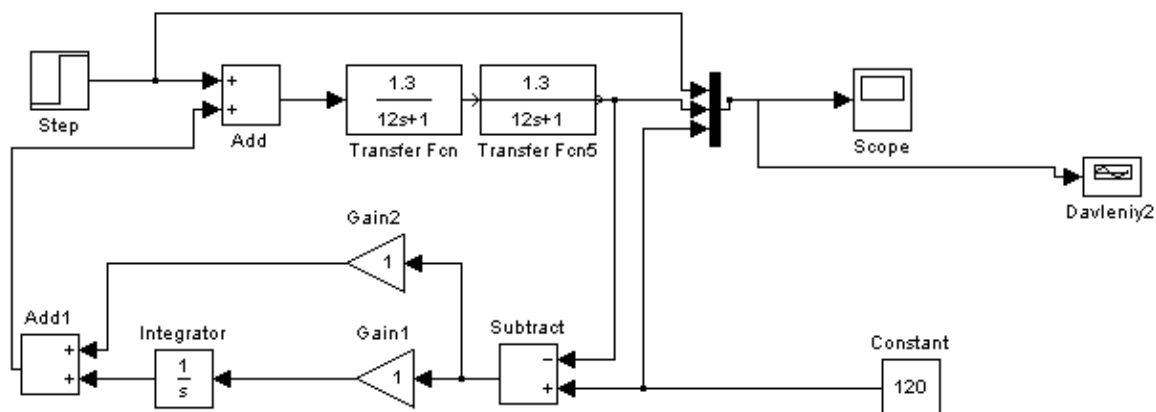 Step
+
+
Add
1.3
12s+1
Transfer Fcn
1.3
12s+1
Transfer Fcn5
Scope
Davleniy2
Gain2
1
Add1
+
+
Integrator
1
s
Gain1
1
Subtract
−
+
Constant
120